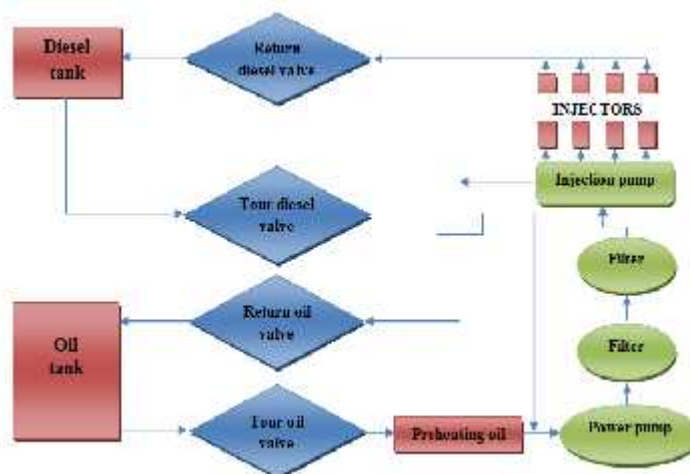 Diesel
tank
Return
diesel valve
INJECTORS
Injection pump
Tour diesel
valve
Filter
Return oil
valve
Oil
tank
Filter
Tour oil
valve
Preheating oil
Power pump